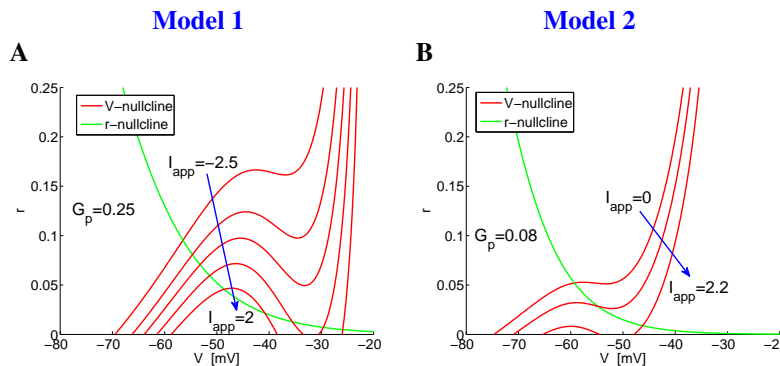 Model 1
Model 2
A
B
0.25
0.2
0.15
0.1
0.05
0
r
V−nullcline
r−nullcline
I_app=−2.5
G_p=0.25
I_app=2
−80
−70
−60
−50
−40
−30
−20
V [mV]
0.25
0.2
0.15
0.1
0.05
0
r
V−nullcline
r−nullcline
I_app=0
G_p=0.08
I_app=2.2
−80
−70
−60
−50
−40
−30
−20
V [mV]